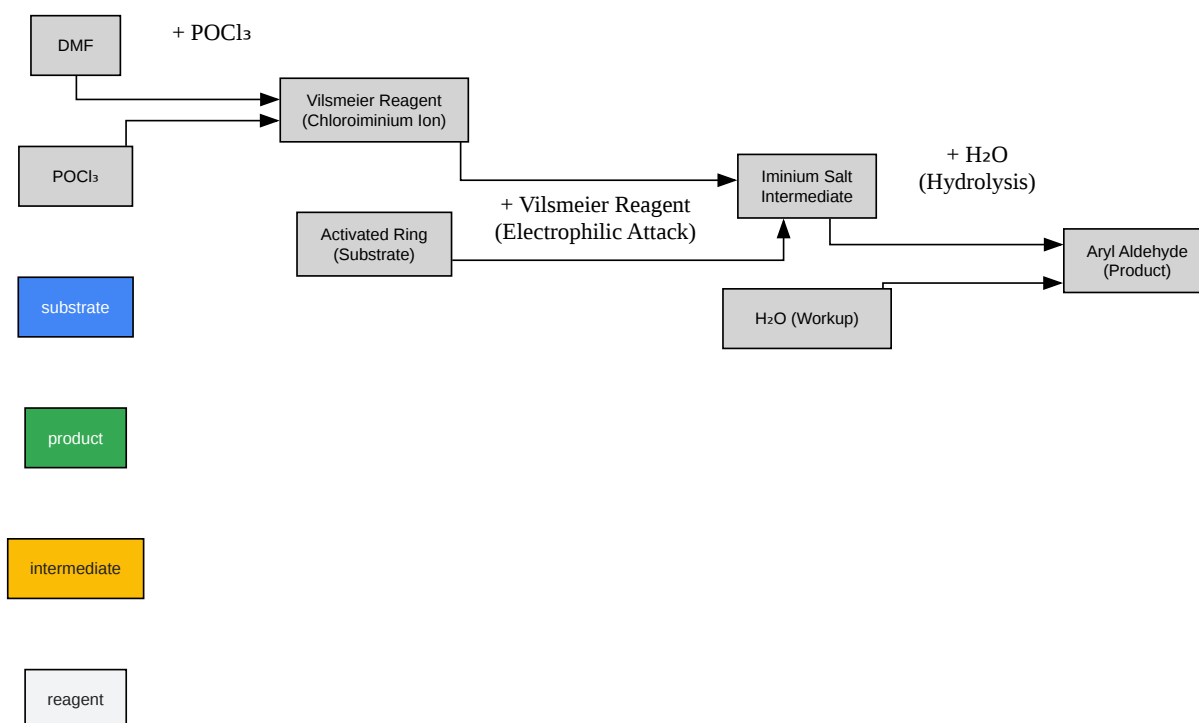 DMF
+ POCl₃
Vilsmeier Reagent
(Chloroiminium Ion)
POCl₃
Iminium Salt
Intermediate
+ H₂O
(Hydrolysis)
+ Vilsmeier Reagent
(Electrophilic Attack)
Activated Ring
(Substrate)
Aryl Aldehyde
(Product)
H₂O (Workup)
substrate
product
intermediate
reagent